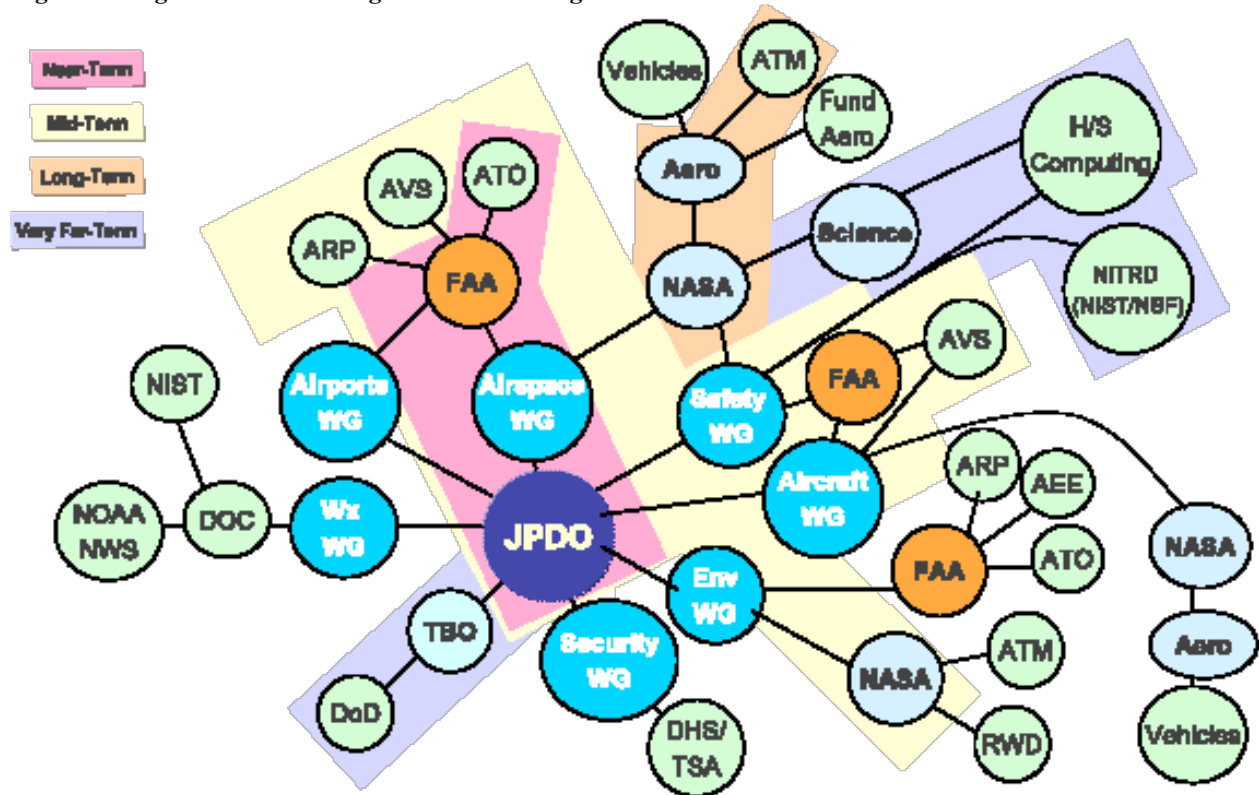 Near-Term
Mid-Term
Long-Term
Very Far-Term
Vehicles
ATM
Fund
Aero
H/S
Computing
Aero
AVS
ATO
ARP
FAA
NASA
Science
NITRD
(NIST/NSF)
AVS
FAA
NIST
Airports
WG
Airspace
WG
Safety
WG
Aircraft
WG
ARP
AEE
NOAA
NWS
DOC
Wx
WG
JPDO
FAA
ATO
NASA
Env
WG
TBO
Security
WG
ATM
NASA
Aero
DoD
DHS/
TSA
RWD
Vehicles